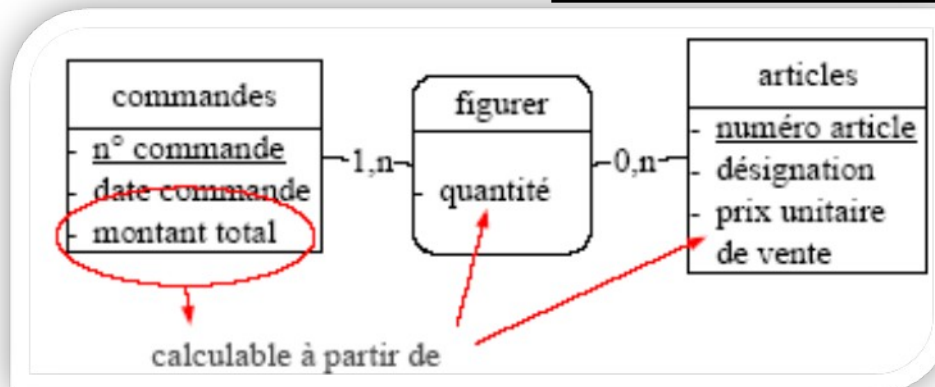 commandes
- n° commande
- date commande
- montant total
1,n
figurer
- quantité
0,n
articles
- numéro article
- désignation
- prix unitaire
de vente
calculable à partir de